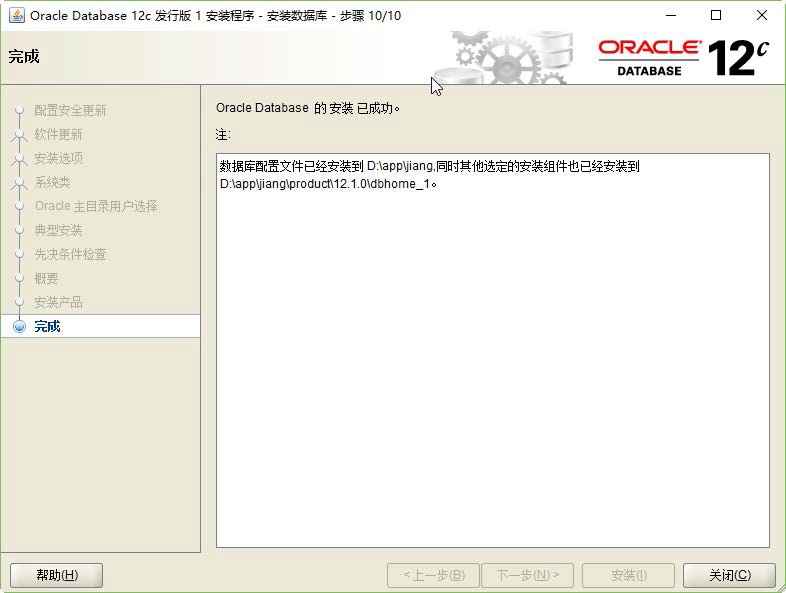 Oracle Database 12c 发行版 1 安装程序 - 安装数据库 - 步骤 10/10
完成
ORACLE®
DATABASE
12c
配置安全更新
软件更新
安装选项
系统类
Oracle 主目录用户选择
典型安装
先决条件检查
概要
安装产品
完成
Oracle Database 的 安装 已成功。
注:
数据库配置文件已经安装到 D:\app\jiang,同时其他选定的安装组件也已经安装到
D:\app\jiang\product\12.1.0\dbhome_1。
帮助(H)
< 上一步(B)
下一步(N) >
安装(I)
关闭(C)